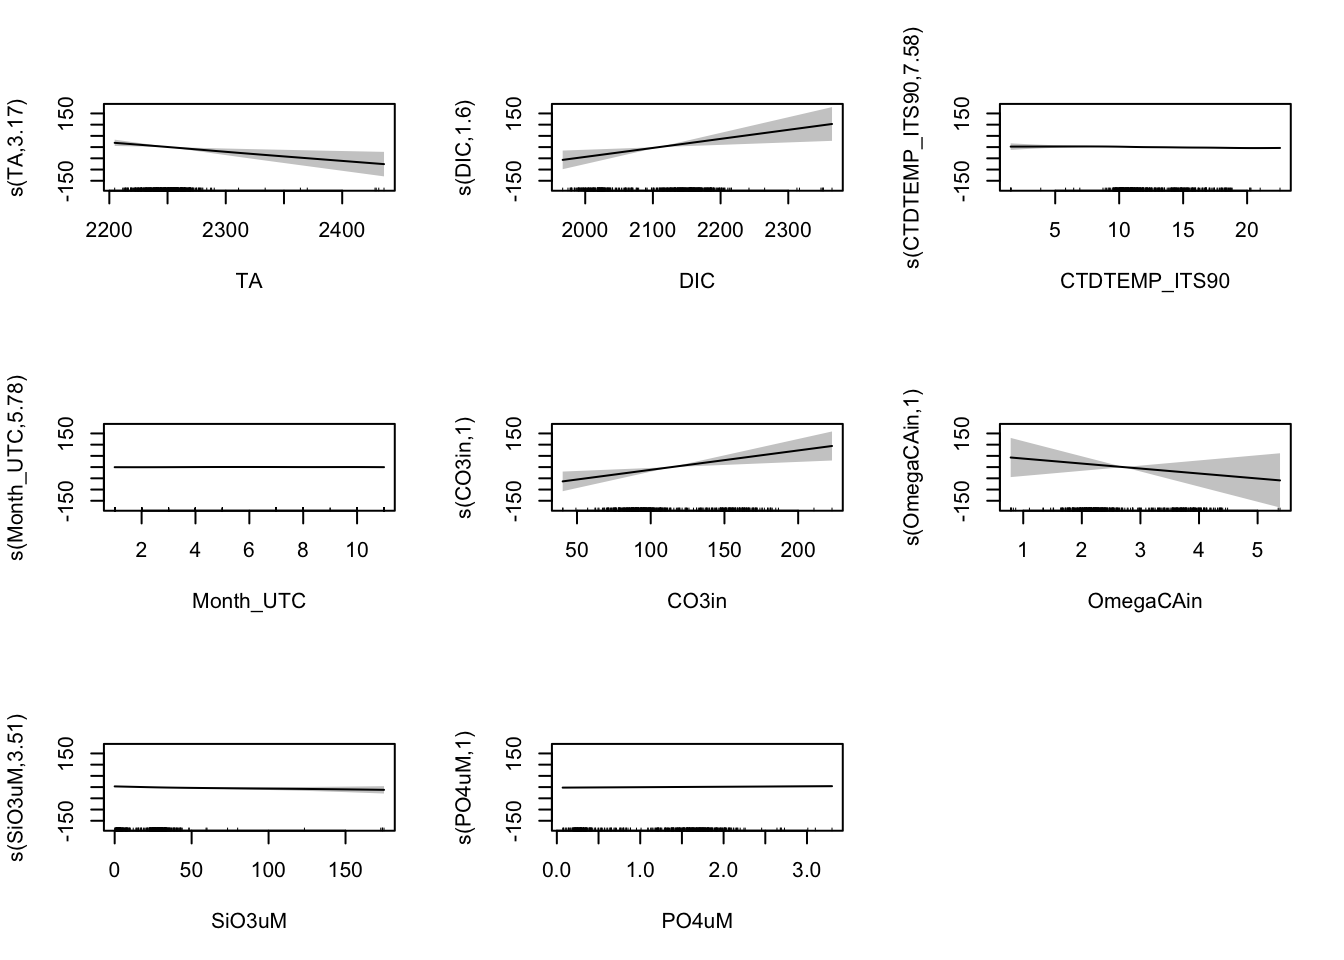 s(TA,3.17)
150
-150
2200 2300 2400
TA
s(DIC,1.6)
150
-150
2000 2100 2200 2300
DIC
s(CTDTEMP_ITS90,7.58)
150
-150
5 10 15 20
CTDTEMP_ITS90
s(Month_UTC,5.78)
150
-150
2 4 6 8 10
Month_UTC
s(CO3in,1)
150
-150
50 100 150 200
CO3in
s(OmegaCAin,1)
150
-150
1 2 3 4 5
OmegaCAin
s(SiO3uM,3.51)
150
-150
0 50 100 150
SiO3uM
s(PO4uM,1)
150
-150
0.0 1.0 2.0 3.0
PO4uM